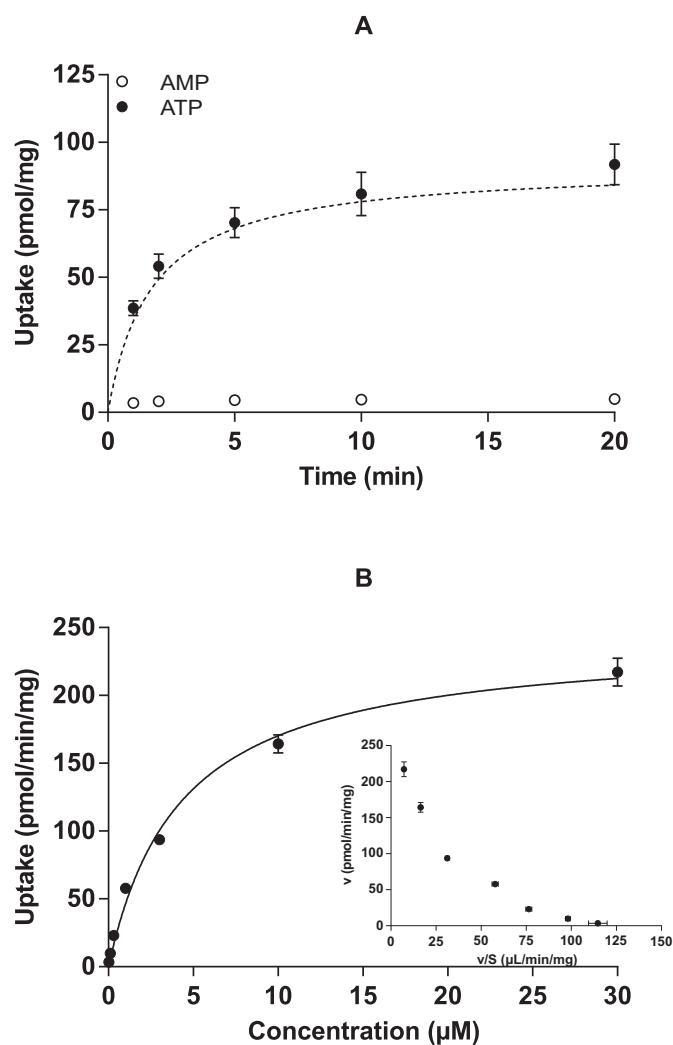 A
125
AMP
ATP
100
75
50
25
0
Uptake (pmol/mg)
0 5 10 15 20
Time (min)
B
250
200
150
100
50
0
Uptake (pmol/min/mg)
0 5 10 15 20 25 30
Concentration (µM)
250
200
150
100
50
0
v (pmol/min/mg)
0 25 50 75 100 125 150
v/S (µL/min/mg)